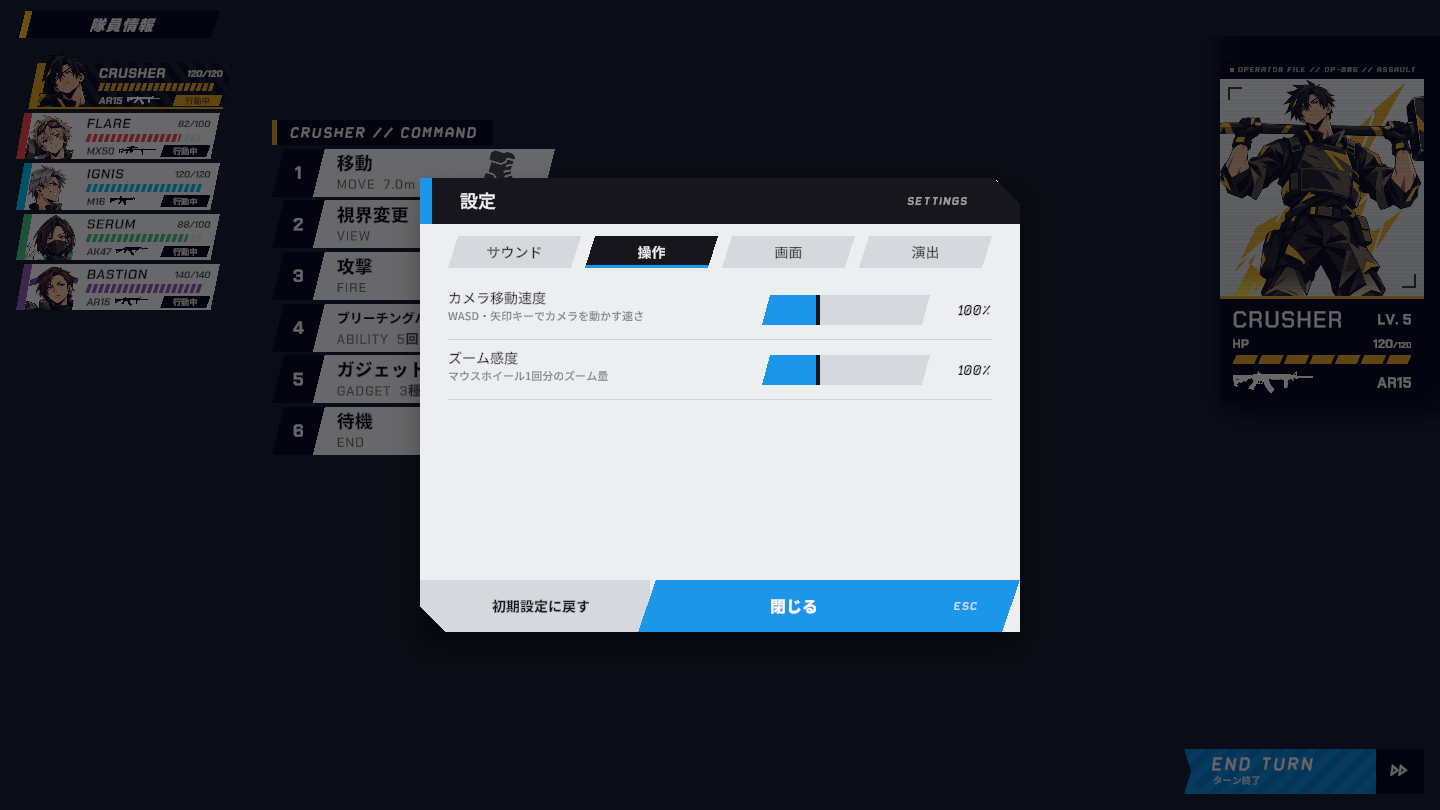 隊員情報
CRUSHER 120/120
AR15 行動中
FLARE 82/100
MX50 行動中
IGNIS 120/120
M16 行動中
SERUM 88/100
AK47 行動中
BASTION 140/140
AR15 行動中
CRUSHER // COMMAND
1 移動
MOVE 7.0m
2 視界変更
VIEW
3 攻撃
FIRE
4 ブリーチング
ABILITY 5回
5 ガジェット
GADGET 3種
6 待機
END
設定 SETTINGS
サウンド 操作 画面 演出
カメラ移動速度
WASD・矢印キーでカメラを動かす速さ
100%
ズーム感度
マウスホイール1回分のズーム量
100%
初期設定に戻す 閉じる ESC
OPERATOR FILE // OP-006 // ASSAULT
CRUSHER LV. 5
HP 120/120
AR15
END TURN
ターン終了